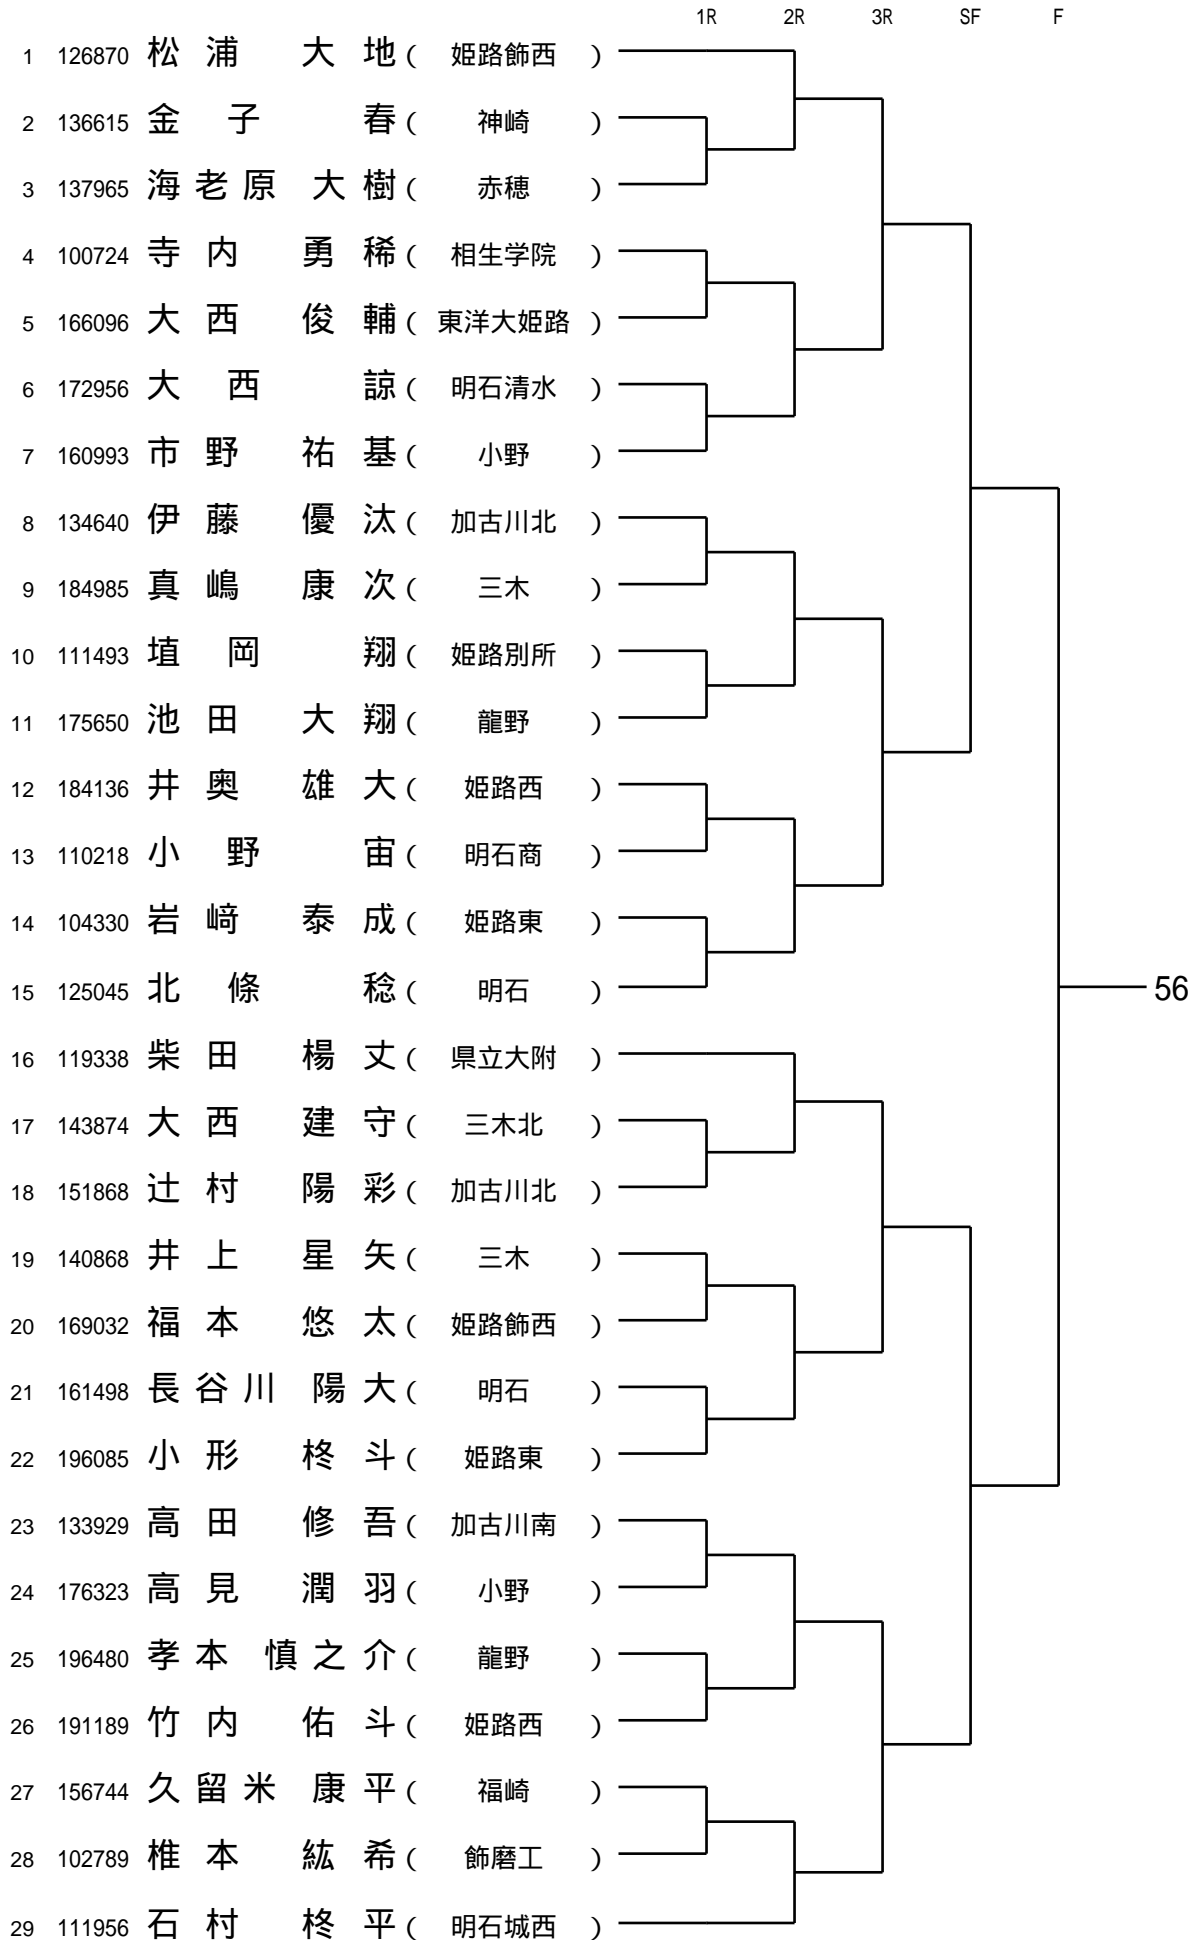 1R 2R 3R SF F
1 126870 松浦 大地 ( 姫路飾西 )
2 136615 金子 春 ( 神崎 )
3 137965 海老原 大樹 ( 赤穂 )
4 100724 寺内 勇稀 ( 相生学院 )
5 166096 大西 俊輔 ( 東洋大姫路 )
6 172956 大西 諒 ( 明石清水 )
7 160993 市野 祐基 ( 小野 )
8 134640 伊藤 優汰 ( 加古川北 )
9 184985 真嶋 康次 ( 三木 )
10 111493 埴岡 翔 ( 姫路別所 )
11 175650 池田 大翔 ( 龍野 )
12 184136 井奥 雄大 ( 姫路西 )
13 110218 小野 宙 ( 明石商 )
14 104330 岩﨑 泰成 ( 姫路東 )
15 125045 北條 稔 ( 明石 )
56
16 119338 柴田 楊丈 ( 県立大附 )
17 143874 大西 建守 ( 三木北 )
18 151868 辻村 陽彩 ( 加古川北 )
19 140868 井上 星矢 ( 三木 )
20 169032 福本 悠太 ( 姫路飾西 )
21 161498 長谷川 陽大 ( 明石 )
22 196085 小形 柊斗 ( 姫路東 )
23 133929 高田 修吾 ( 加古川南 )
24 176323 高見 潤羽 ( 小野 )
25 196480 孝本 慎之介 ( 龍野 )
26 191189 竹内 佑斗 ( 姫路西 )
27 156744 久留米 康平 ( 福崎 )
28 102789 椎本 紘希 ( 飾磨工 )
29 111956 石村 柊平 ( 明石城西 )